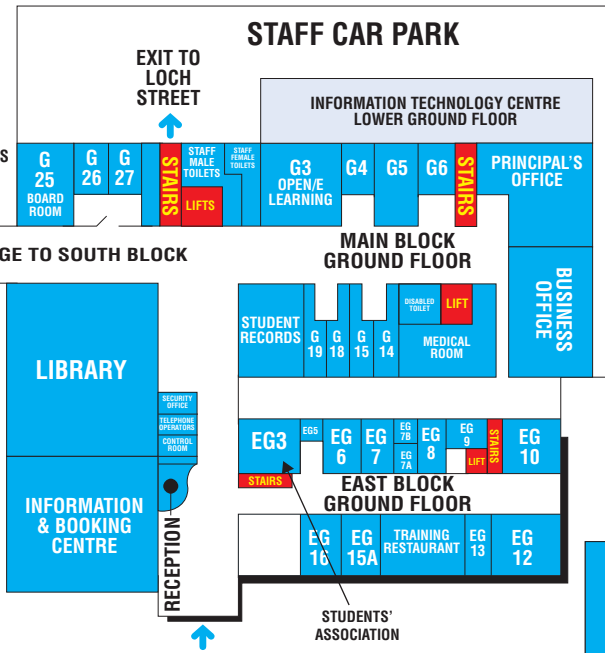 STAFF CAR PARK
EXIT TO
LOCH
STREET
INFORMATION TECHNOLOGY CENTRE
LOWER GROUND FLOOR
S
G
25
BOARD
ROOM
G
26
G
27
STAIRS
STAFF
MALE
TOILETS
LIFTS
STAFF
FEMALE
TOILETS
G3
OPEN/E
LEARNING
G4
G5
G6
STAIRS
PRINCIPAL'S
OFFICE
GE TO SOUTH BLOCK
MAIN BLOCK
GROUND FLOOR
BUSINESS
OFFICE
STUDENT
RECORDS
G
19
G
18
G
15
G
14
DISABLED
TOILET
LIFT
MEDICAL
ROOM
LIBRARY
SECURITY
OFFICE
TELEPHONE
OPERATORS
CONTROL
ROOM
INFORMATION
& BOOKING
CENTRE
RECEPTION
EG3
STAIRS
EG5
EG
6
EG
7
EG
7B
EG
7A
EG
8
EG
9
LIFT
STAIRS
EG
10
EAST BLOCK
GROUND FLOOR
EG
16
EG
15A
TRAINING
RESTAURANT
EG
13
EG
12
STUDENTS'
ASSOCIATION